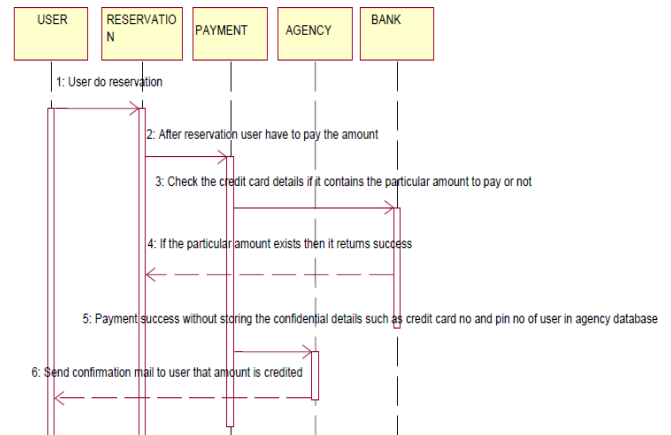 USER
RESERVATIO
N
PAYMENT
AGENCY
BANK
1: User do reservation
2: After reservation user have to pay the amount
3: Check the credit card details if it contains the particular amount to pay or not
4: If the particular amount exists then it returns success
5: Payment success without storing the confidential details such as credit card no and pin no of user in agency database
6: Send confirmation mail to user that amount is credited